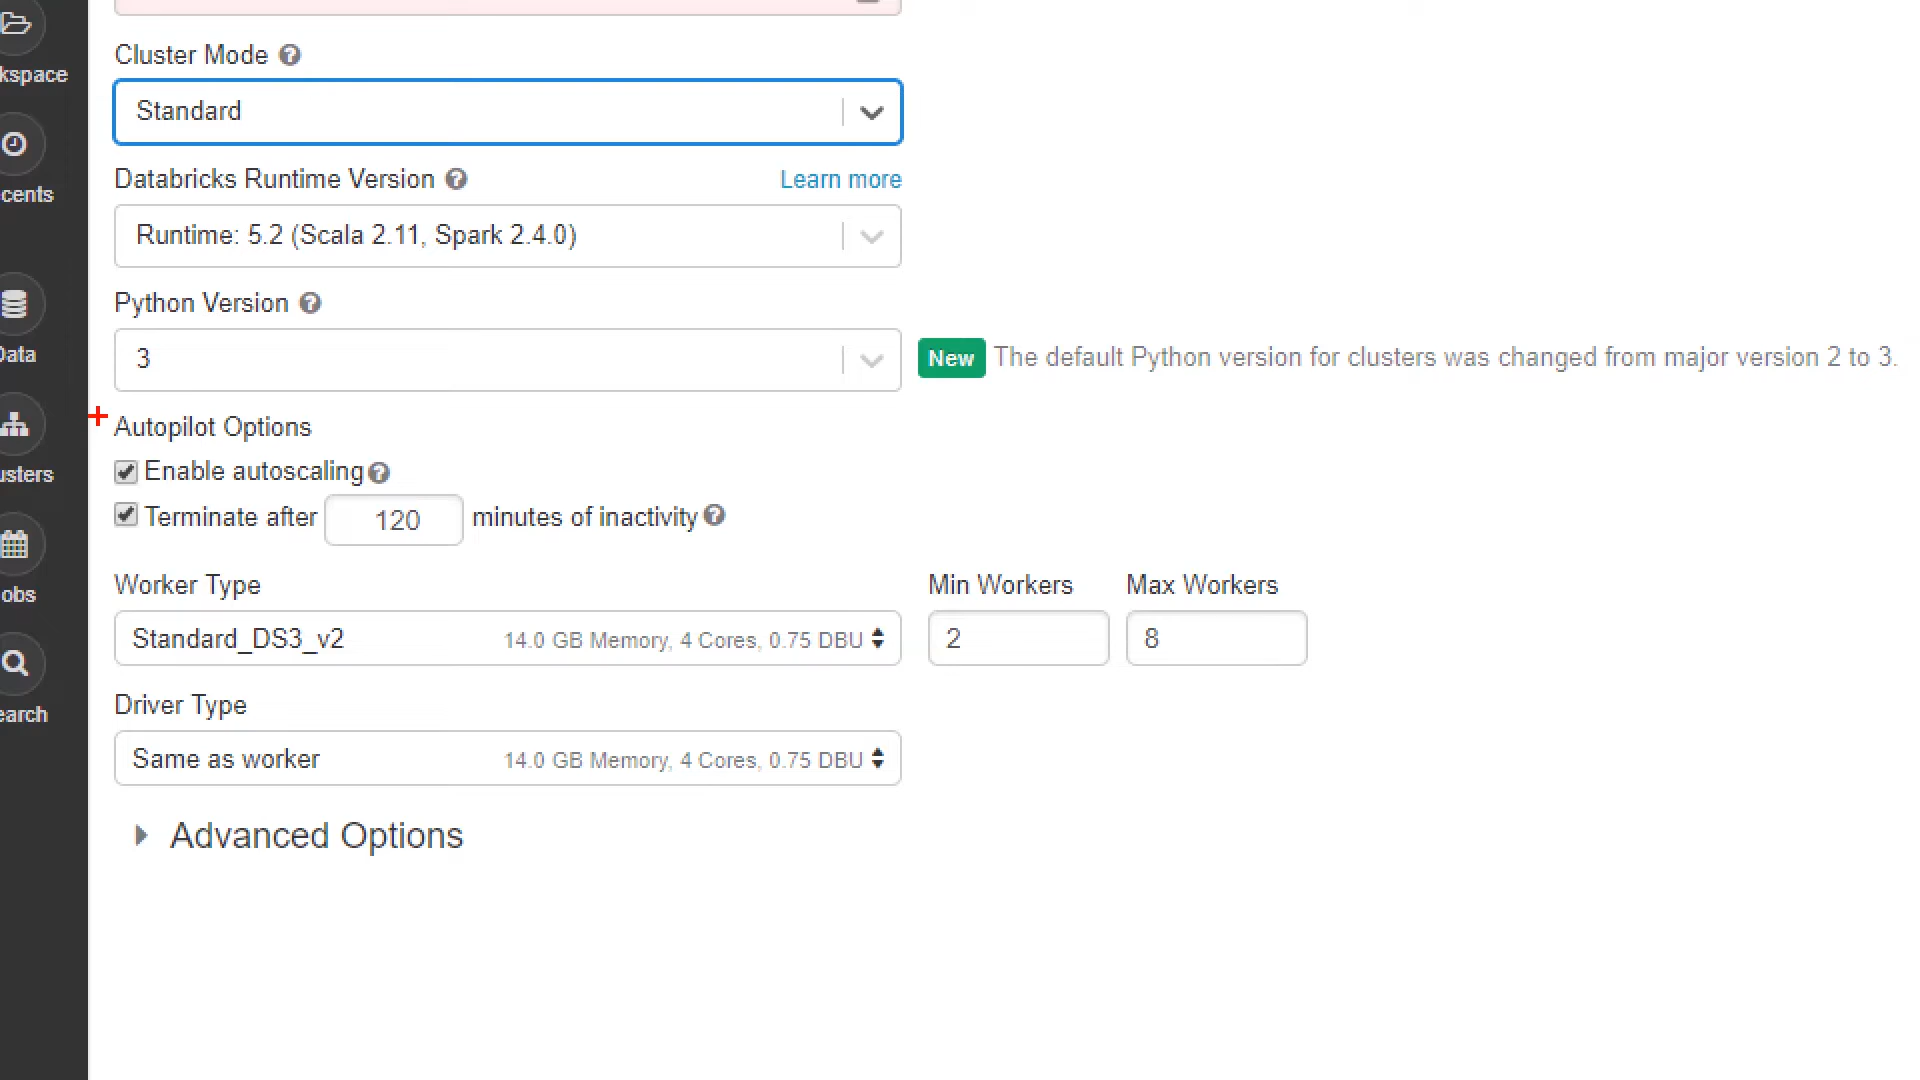 Cluster Mode
Standard
Databricks Runtime Version
Learn more
Runtime: 5.2 (Scala 2.11, Spark 2.4.0)
Python Version
3
New The default Python version for clusters was changed from major version 2 to 3.
Autopilot Options
Enable autoscaling
Terminate after 120 minutes of inactivity
Worker Type
Min Workers
Max Workers
Standard_DS3_v2 14.0 GB Memory, 4 Cores, 0.75 DBU
2
8
Driver Type
Same as worker 14.0 GB Memory, 4 Cores, 0.75 DBU
Advanced Options
kspace
cents
Data
usters
obs
earch